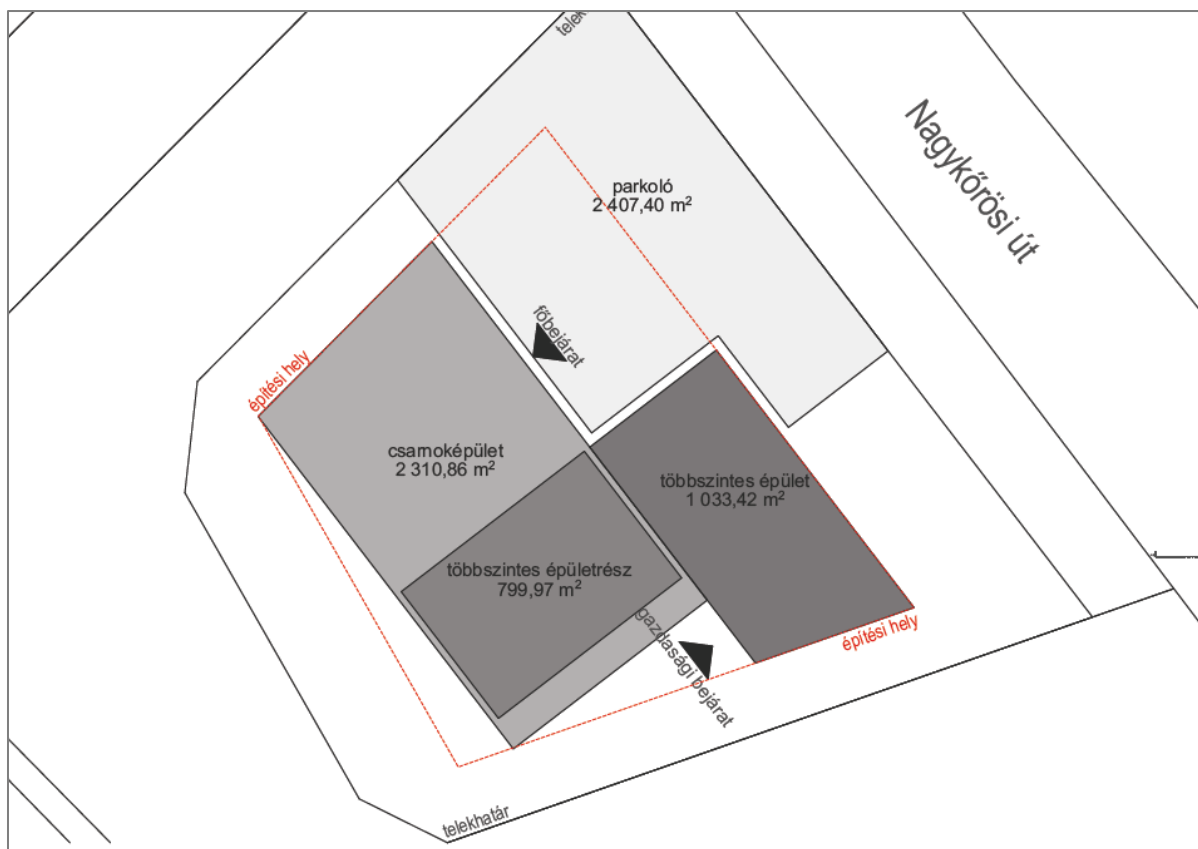 telekh
Nagykőrösi út
parkoló
2 407,40 m²
főbejárat
építési hely
csarnoképület
2 310,86 m²
többszintes épület
1 033,42 m²
többszintes épületrész
799,97 m²
gazdasági bejárat
építési hely
telekhatár